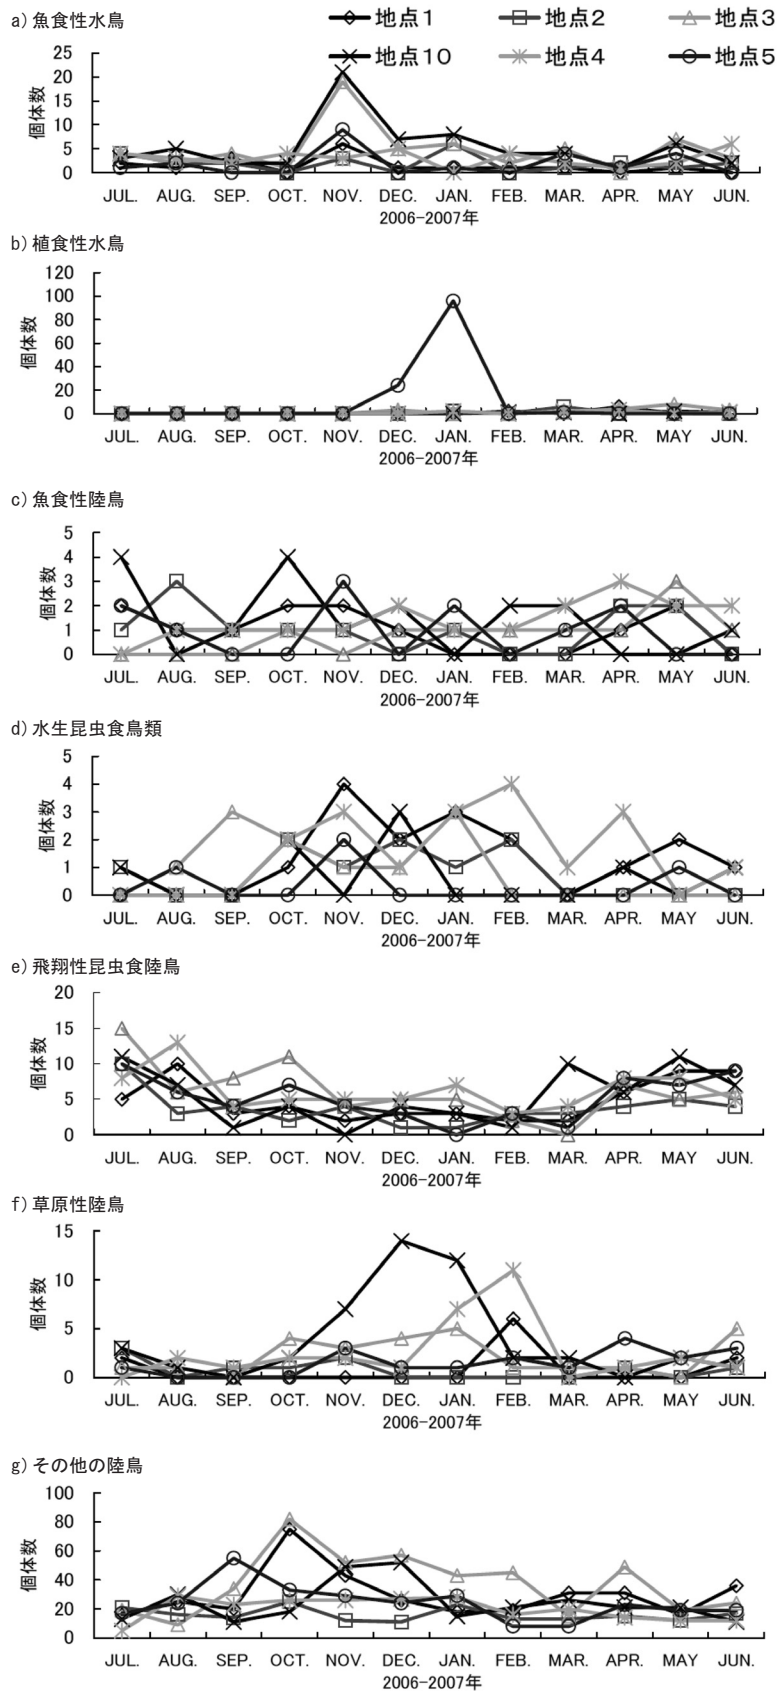 a) 魚食性水鳥
地点1 地点2 地点3
地点10 地点4 地点5
個体数
25
20
15
10
5
0
JUL. AUG. SEP. OCT. NOV. DEC. JAN. FEB. MAR. APR. MAY JUN.
2006-2007年
b) 植食性水鳥
個体数
120
100
80
60
40
20
0
JUL. AUG. SEP. OCT. NOV. DEC. JAN. FEB. MAR. APR. MAY JUN.
2006-2007年
c) 魚食性陸鳥
個体数
5
4
3
2
1
0
JUL. AUG. SEP. OCT. NOV. DEC. JAN. FEB. MAR. APR. MAY JUN.
2006-2007年
d) 水生昆虫食鳥類
個体数
5
4
3
2
1
0
JUL. AUG. SEP. OCT. NOV. DEC. JAN. FEB. MAR. APR. MAY JUN.
2006-2007年
e) 飛翔性昆虫食陸鳥
個体数
20
15
10
5
0
JUL. AUG. SEP. OCT. NOV. DEC. JAN. FEB. MAR. APR. MAY JUN.
2006-2007年
f) 草原性陸鳥
個体数
15
10
5
0
JUL. AUG. SEP. OCT. NOV. DEC. JAN. FEB. MAR. APR. MAY JUN.
2006-2007年
g) その他の陸鳥
個体数
100
80
60
40
20
0
JUL. AUG. SEP. OCT. NOV. DEC. JAN. FEB. MAR. APR. MAY JUN.
2006-2007年